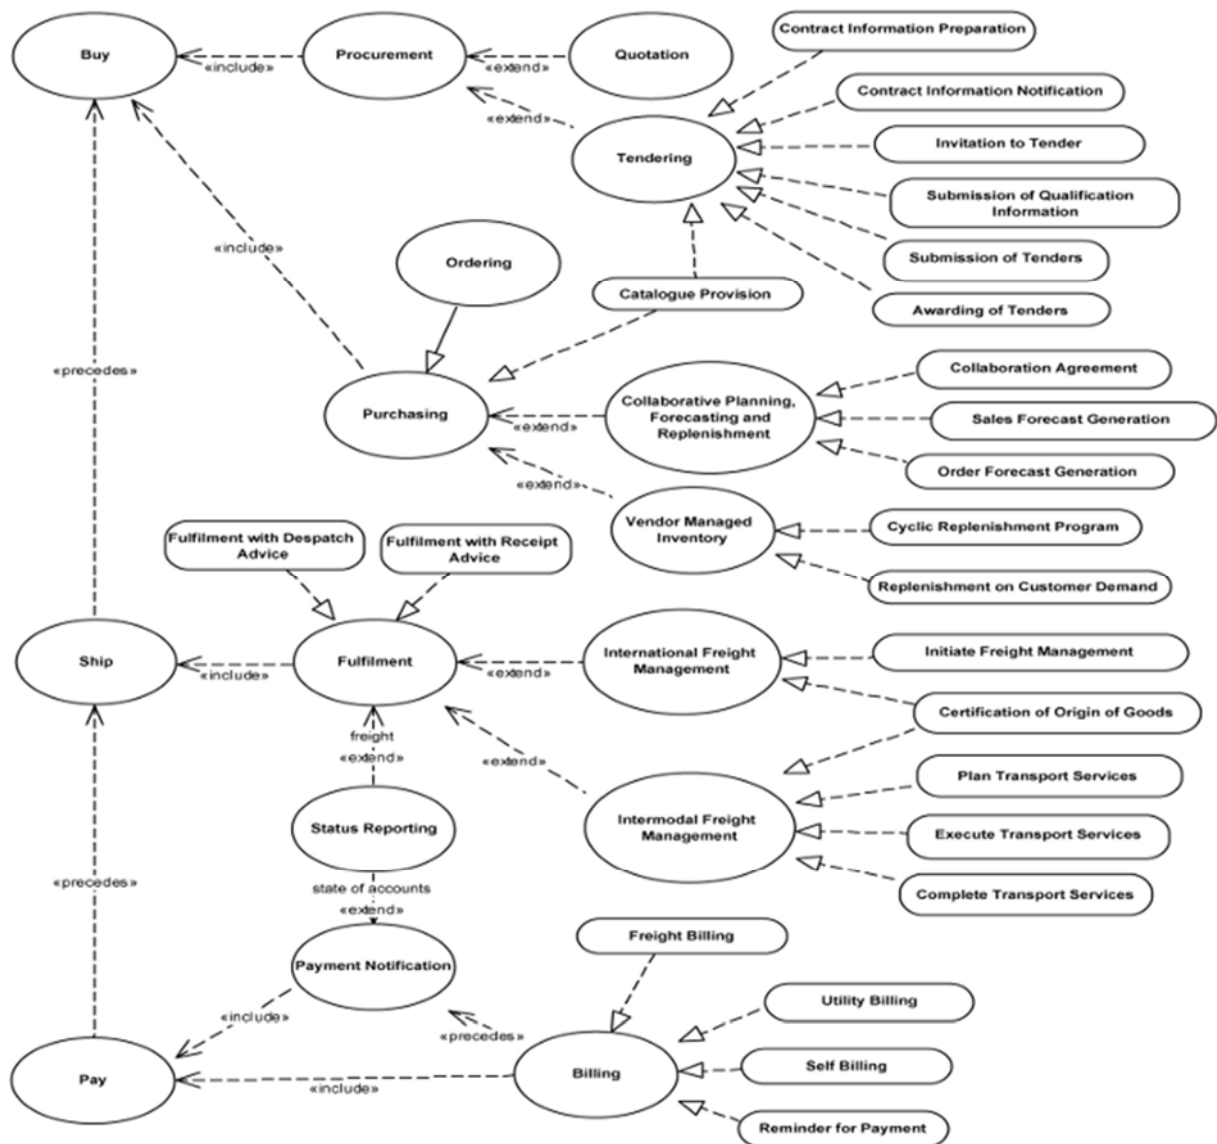 Contract Information Preparation
Buy
Procurement
Quotation
«include»
«extend»
Contract Information Notification
«extend»
Invitation to Tender
Tendering
Submission of Qualification
Information
«include»
Ordering
Submission of Tenders
Catalogue Provision
Awarding of Tenders
«precedes»
Collaboration Agreement
Purchasing
Collaborative Planning,
Forecasting and
Replenishment
«extend»
Sales Forecast Generation
Order Forecast Generation
«extend»
Vendor Managed
Inventory
Cyclic Replenishment Program
Fulfilment with Despatch
Advice
Fulfilment with Receipt
Advice
Replenishment on Customer Demand
Ship
Fulfilment
International Freight
Management
Initiate Freight Management
«include»
«extend»
Certification of Origin of Goods
freight
«extend»
«extend»
Plan Transport Services
Status Reporting
Intermodal Freight
Management
Execute Transport Services
«precedes»
state of accounts
«extend»
Complete Transport Services
Freight Billing
Payment Notification
Utility Billing
«include»
«precedes»
Pay
Billing
Self Billing
«include»
Reminder for Payment